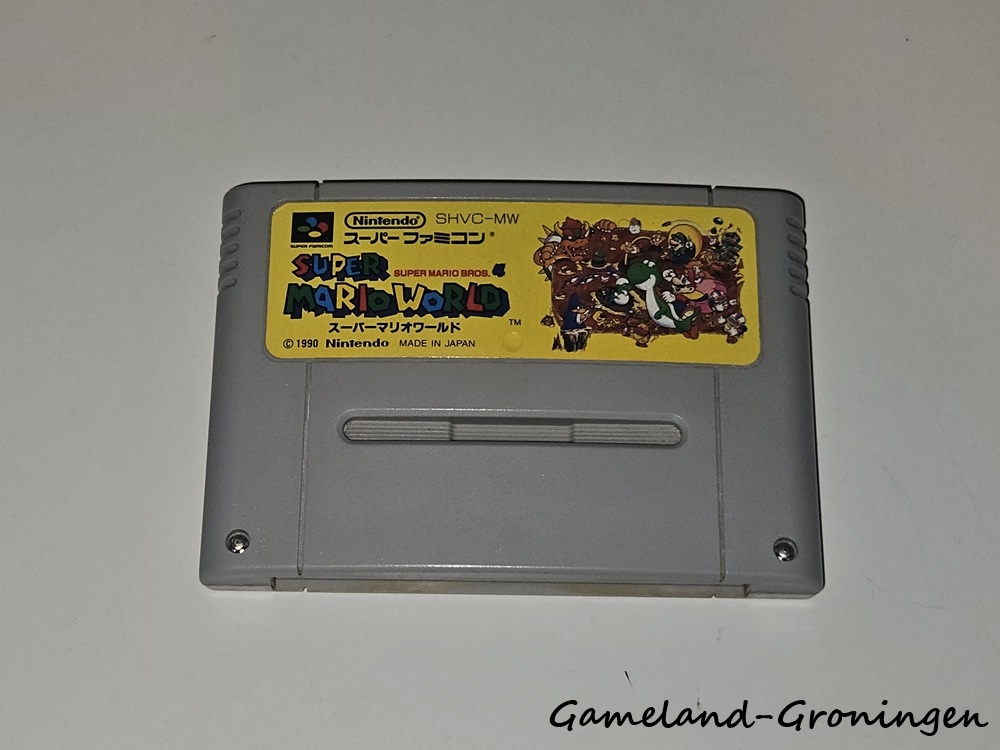 Nintendo SHVC-MW
SUPER FAMICOM
スーパーファミコン®
SUPER SUPER MARIO BROS. 4
MARIO WORLD
スーパーマリオワールド TM
© 1990 Nintendo MADE IN JAPAN
Gameland-Groningen